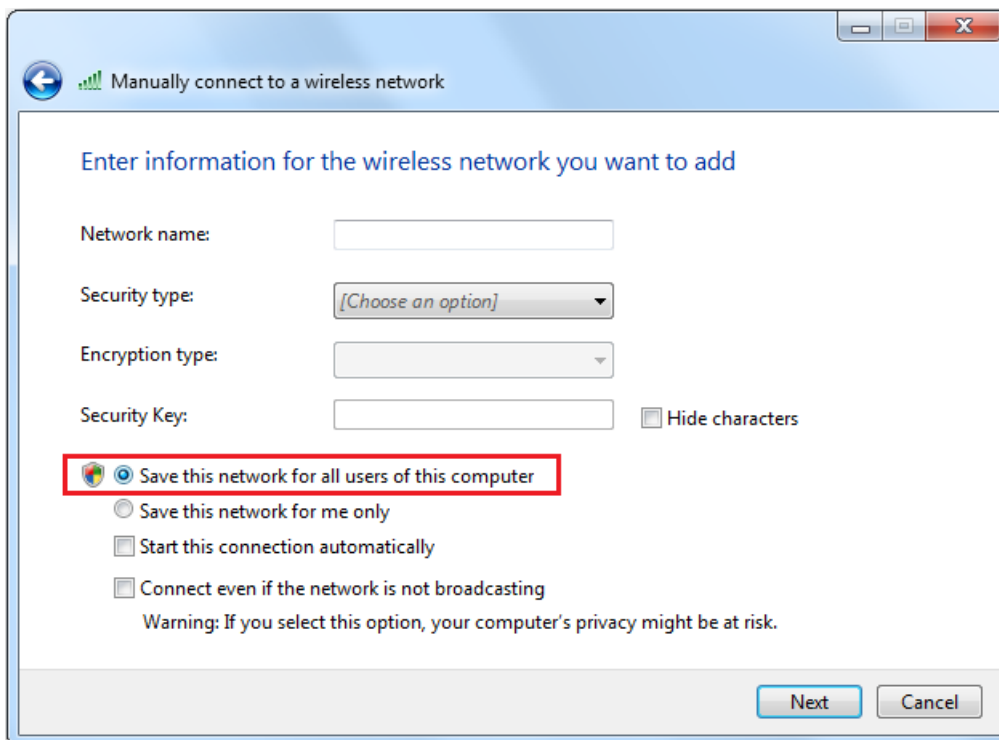 Manually connect to a wireless network
Enter information for the wireless network you want to add
Network name:
Security type: [Choose an option]
Encryption type:
Security Key: Hide characters
Save this network for all users of this computer
Save this network for me only
Start this connection automatically
Connect even if the network is not broadcasting
Warning: If you select this option, your computer's privacy might be at risk.
Next Cancel